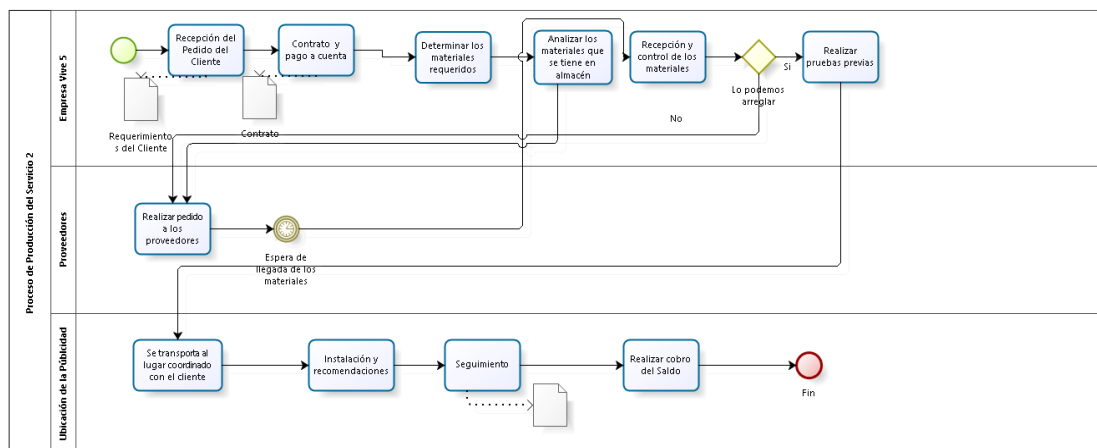 Proceso de Producción del Servicio 2
Empresa Vive 5
Recepción del
Pedido del
Cliente
Contrato y
pago a cuenta
Determinar los
materiales
requeridos
Analizar los
materiales que
se tiene en
almacén
Recepción y
control de los
materiales
Lo podemos
arreglar
Si
No
Realizar
pruebas previas
Requerimiento
s del Cliente
Contrato
Proveedores
Realizar pedido
a los
proveedores
Espera de
llegada de los
materiales
Ubicación de la Públicidad
Se transporta al
lugar coordinado
con el cliente
Instalación y
recomendaciones
Seguimiento
Realizar cobro
del Saldo
Fin